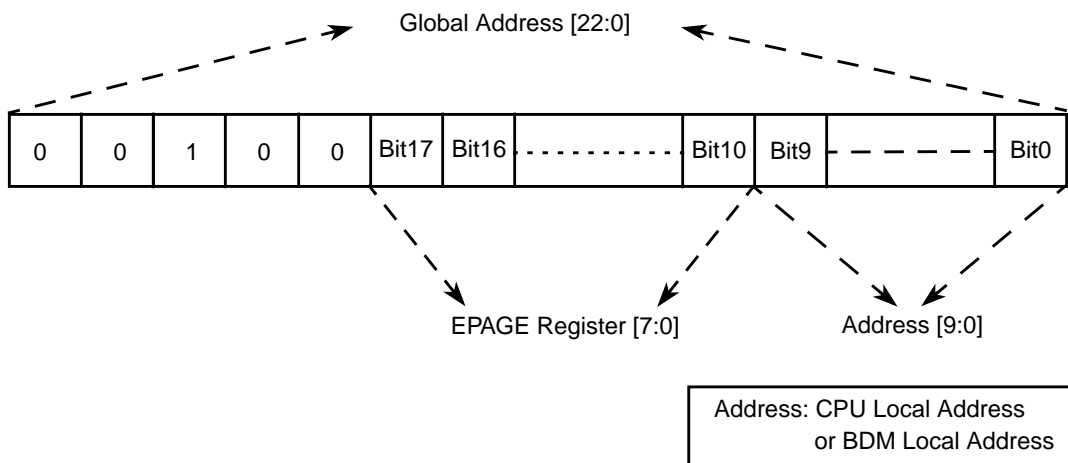 Global Address [22:0]
0 0 1 0 0 Bit17 Bit16 Bit10 Bit9 Bit0
EPAGE Register [7:0] Address [9:0]
Address: CPU Local Address
or BDM Local Address